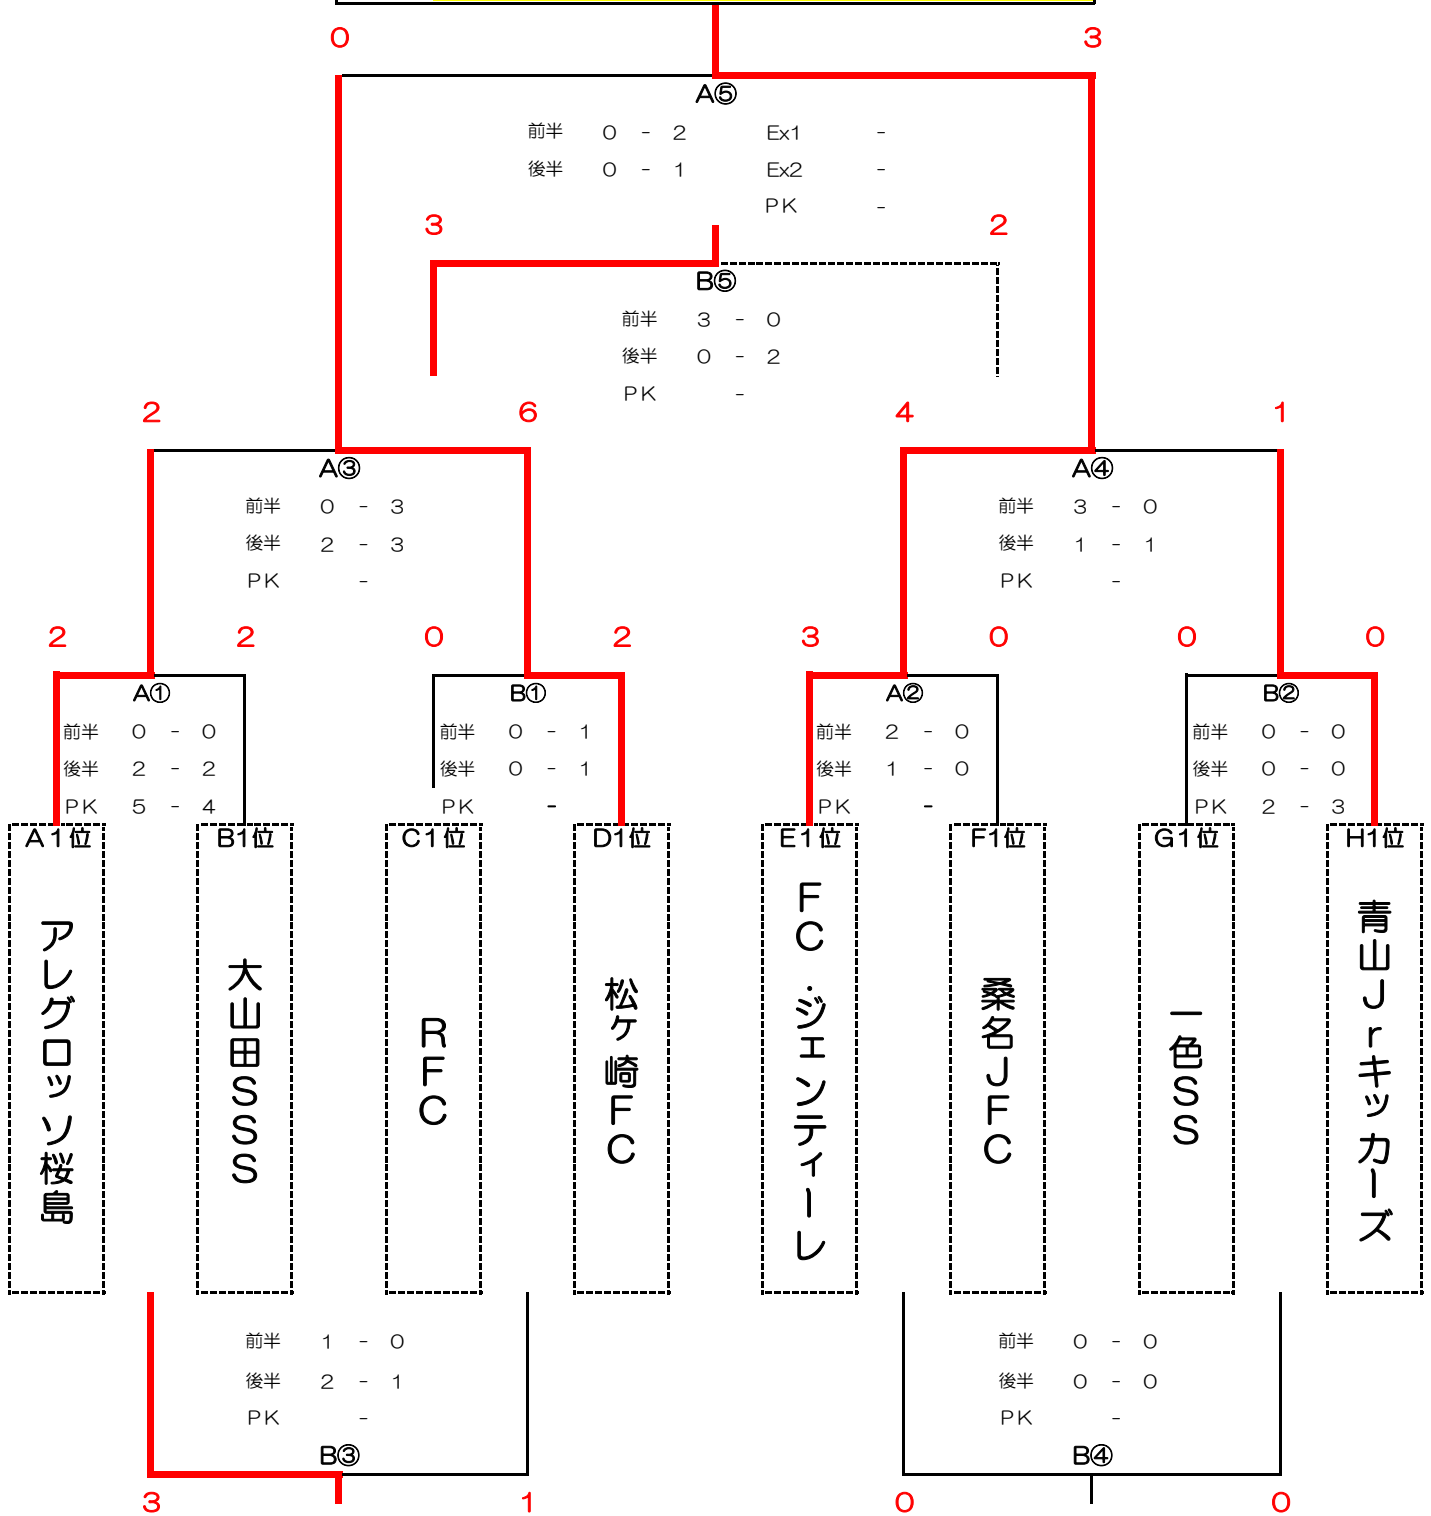 0 3
A⑤
前半 0 - 2 Ex1 -
後半 0 - 1 Ex2 -
PK -
3 2
B⑤
前半 3 - 0
後半 0 - 2
PK -
2 6 4 1
A③ A④
前半 0 - 3 前半 3 - 0
後半 2 - 3 後半 1 - 1
PK - PK -
2 2 0 2 3 0 0 0
A① B① A② B②
前半 0 - 0 前半 0 - 1 前半 2 - 0 前半 0 - 0
後半 2 - 2 後半 0 - 1 後半 1 - 0 後半 0 - 0
PK 5 - 4 PK - PK - PK 2 - 3
A1位 B1位 C1位 D1位 E1位 F1位 G1位 H1位
アレグロッソ桜島
大山田SSS
RFC
松ヶ崎FC
FC・ジェンティーレ
桑名JFC
一色SS
青山Jrキッカーズ
前半 1 - 0 前半 0 - 0
後半 2 - 1 後半 0 - 0
PK - PK -
B③ B④
3 1 0 0